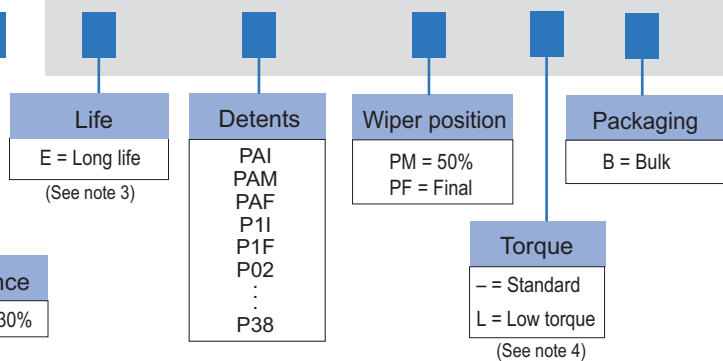 Life
E = Long life
(See note 3)
Detents
PAI
PAM
PAF
P1I
P1F
P02
:
:
P38
Wiper position
PM = 50%
PF = Final
Torque
– = Standard
L = Low torque
(See note 4)
Packaging
B = Bulk
nce
30%